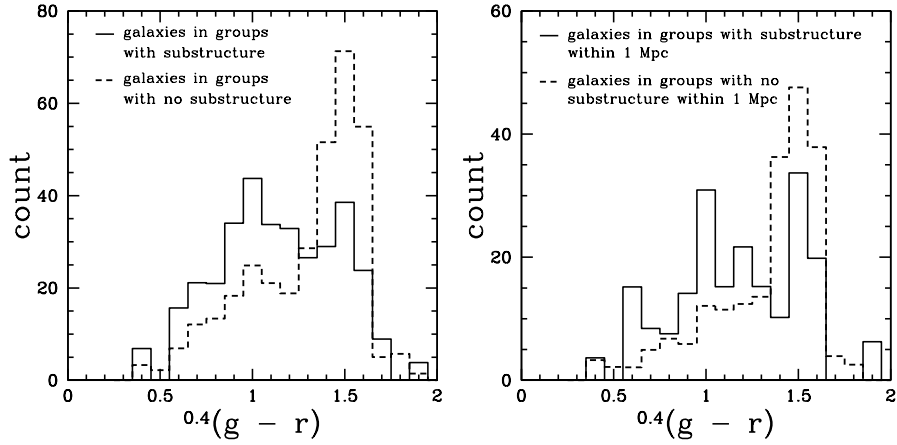 80
60
40
20
0
count
galaxies in groups
with substructure
galaxies in groups
with no substructure
0 0.5 1 1.5 2
0.4(g − r)
60
40
20
0
count
galaxies in groups with substructure
within 1 Mpc
galaxies in groups with no
substructure within 1 Mpc
0 0.5 1 1.5 2
0.4(g − r)